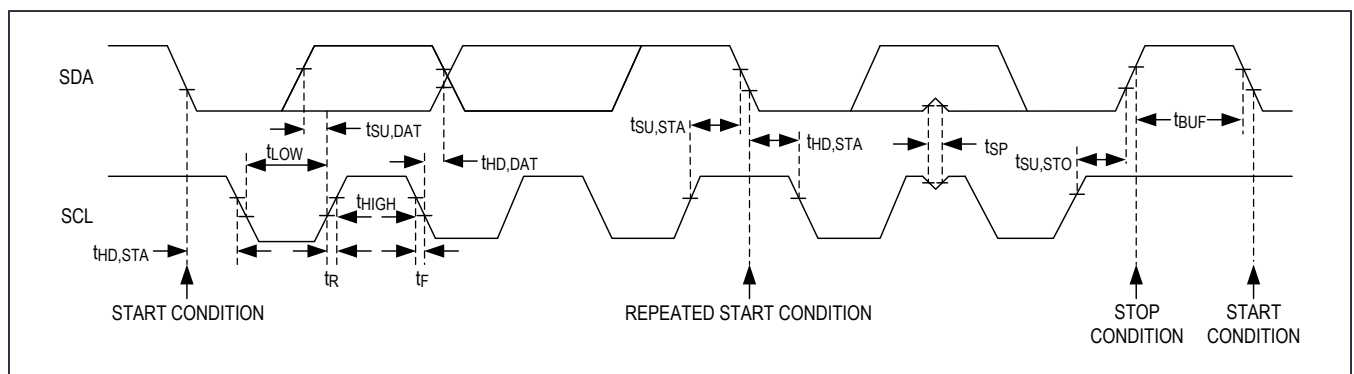 SDA
tSU,DAT
tLOW
tHD,DAT
tSU,STA
tHD,STA
tSP
tBUF
tSU,STO
SCL
tHIGH
tHD,STA
tR
tF
START CONDITION
REPEATED START CONDITION
STOP
CONDITION
START
CONDITION